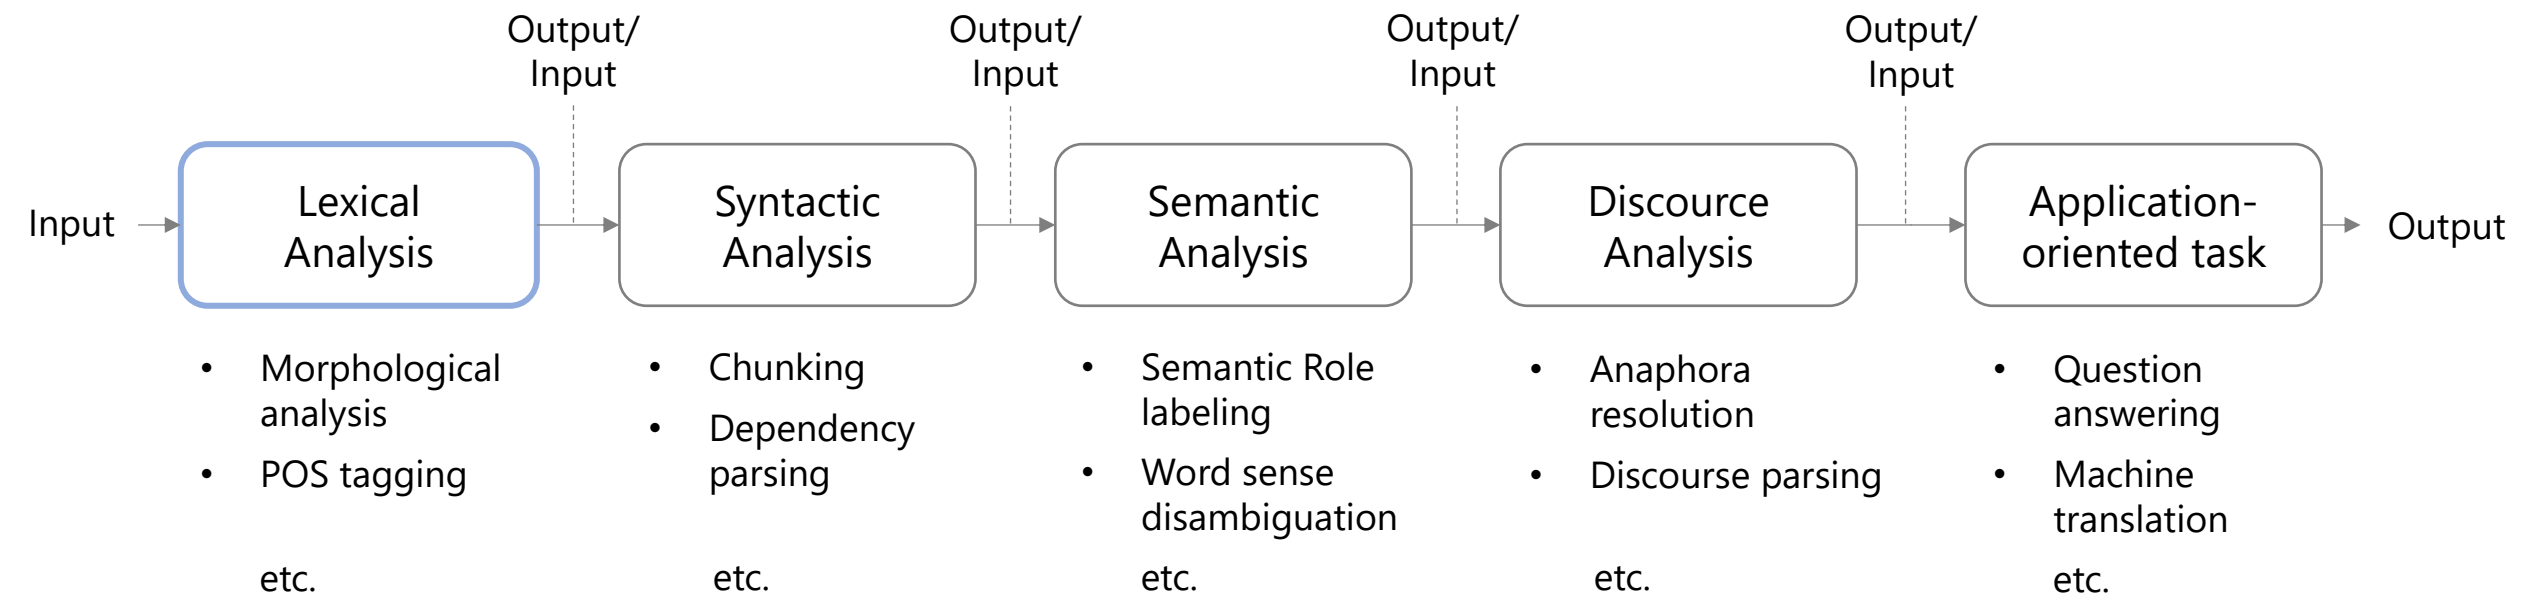 Output/
Input
Output/
Input
Output/
Input
Output/
Input
Input
Lexical
Analysis
Syntactic
Analysis
Semantic
Analysis
Discource
Analysis
Application-
oriented task
Output
• Morphological
analysis
• POS tagging
etc.
• Chunking
• Dependency
parsing
etc.
• Semantic Role
labeling
• Word sense
disambiguation
etc.
• Anaphora
resolution
• Discourse parsing
etc.
• Question
answering
• Machine
translation
etc.